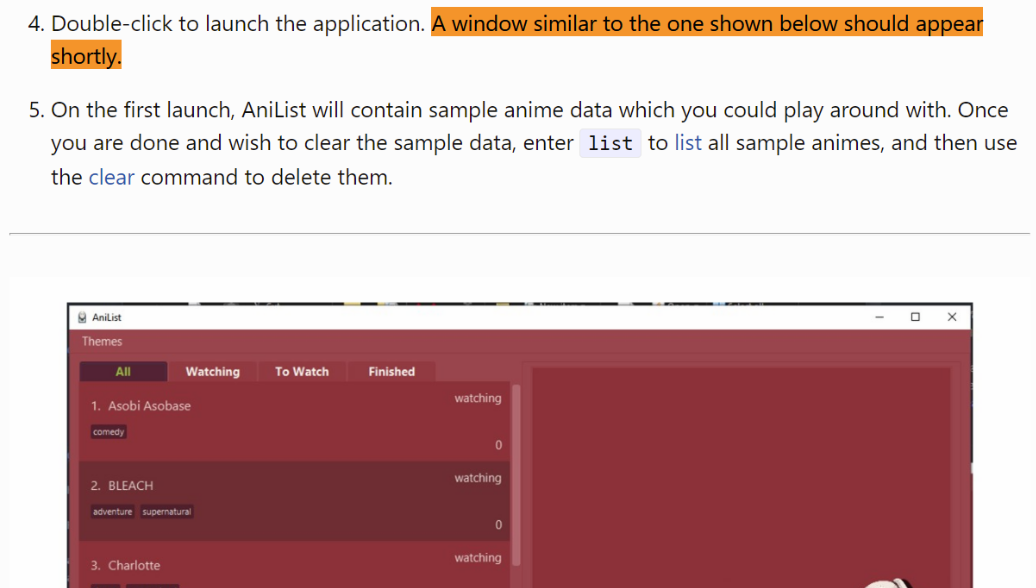 4. Double-click to launch the application. A window similar to the one shown below should appear
shortly.
5. On the first launch, AniList will contain sample anime data which you could play around with. Once
you are done and wish to clear the sample data, enter list to list all sample animes, and then use
the clear command to delete them.
AniList
Themes
All Watching To Watch Finished
1. Asobi Asobase watching
comedy
0
2. BLEACH watching
adventure supernatural
0
3. Charlotte watching